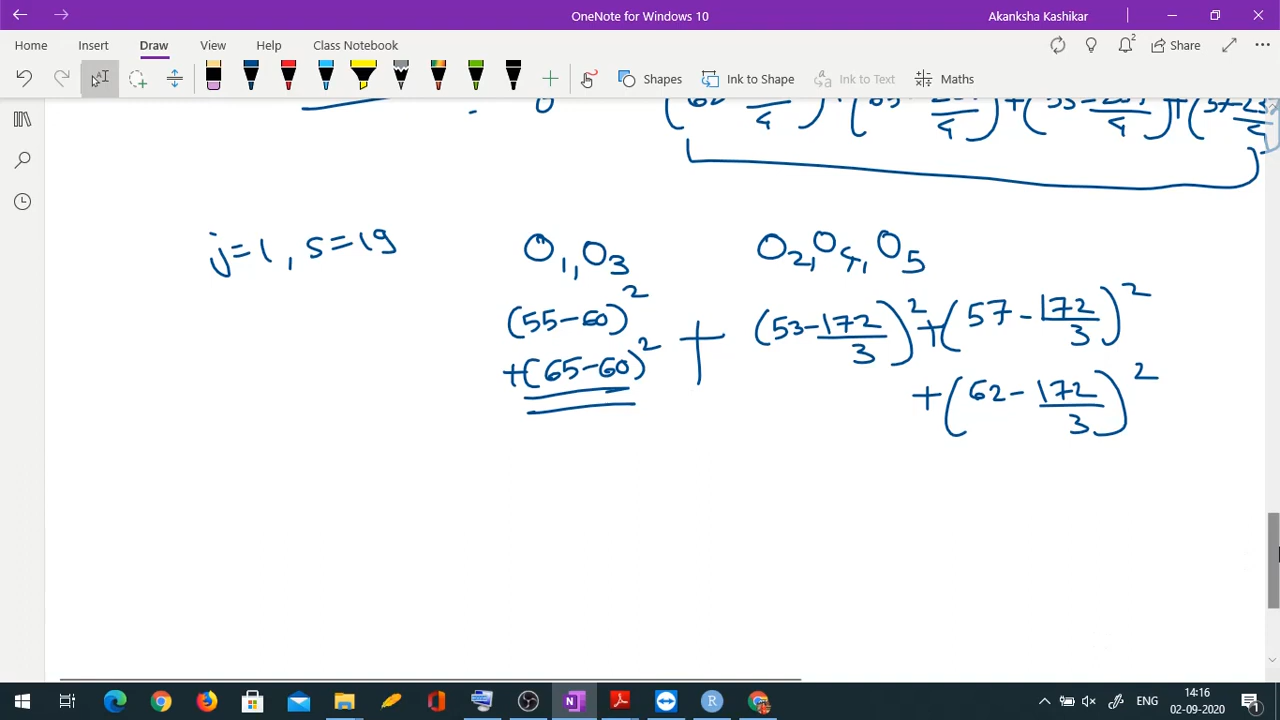 OneNote for Windows 10
Akanksha Kashikar
Home Insert Draw View Help Class Notebook Share
Shapes Ink to Shape Ink to Text Maths
j=1, s=19 O1, O3 O2, O4, O5
(55-60)² + (53-172/3)² + (57-172/3)²
+(65-60)² + (62-172/3)²
ENG 14:16
02-09-2020